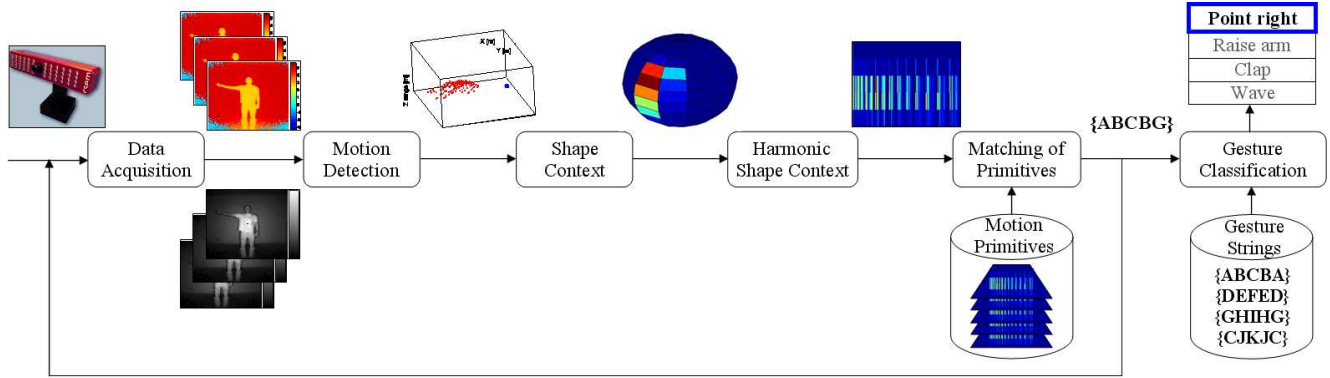 Point right
Raise arm
Clap
Wave
X [m]
Y [m]
Z range [m]
{ABCBG}
Data
Acquisition
Motion
Detection
Shape
Context
Harmonic
Shape Context
Matching of
Primitives
Gesture
Classification
Motion
Primitives
Gesture
Strings
{ABCBA}
{DEFED}
{GHIHG}
{CJKJC}